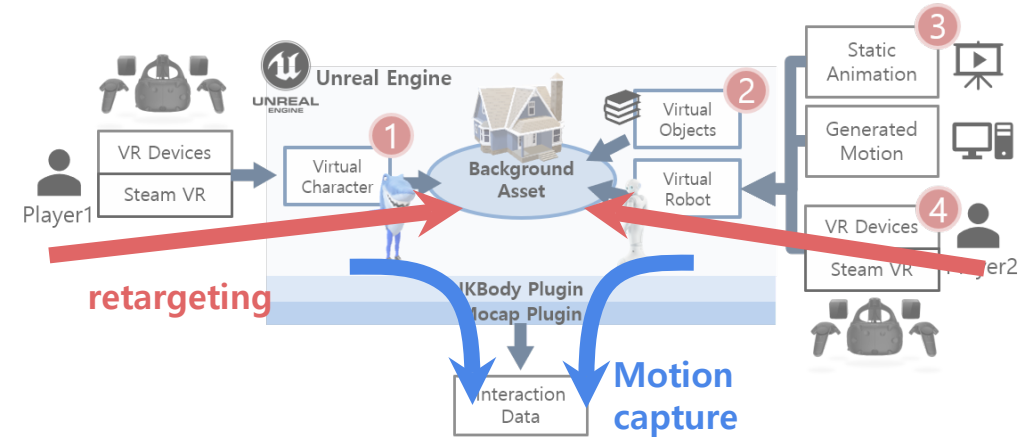 3
Static
Animation
Unreal Engine
UNREAL
ENGINE
2
Virtual
Objects
1
VR Devices
Steam VR
Virtual
Character
Background
Asset
Generated
Motion
Virtual
Robot
Player1
4
VR Devices
Steam VR
retargeting
IKBody Plugin
Mocap Plugin
Interaction
Data
Motion
capture